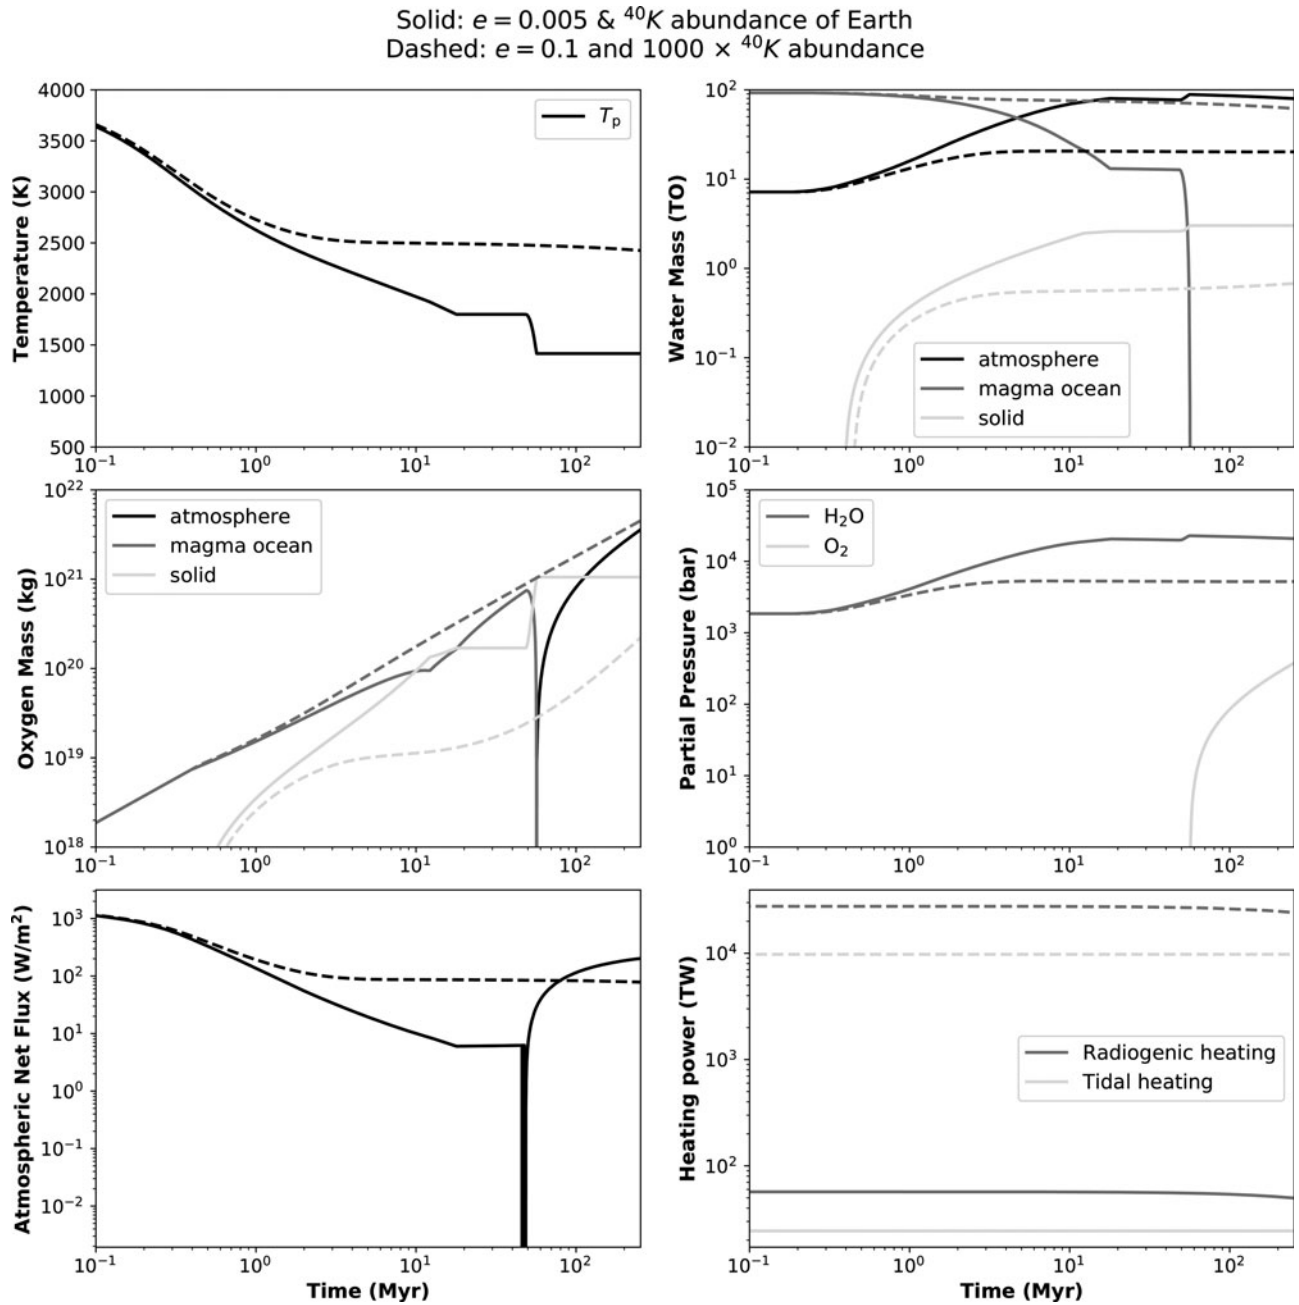 Solid: e = 0.005 & ⁴⁰K abundance of Earth
Dashed: e = 0.1 and 1000 × ⁴⁰K abundance
Temperature (K)
4000
3500
3000
2500
2000
1500
1000
500
10⁻¹ 10⁰ 10¹ 10²
Tₚ
Water Mass (TO)
10²
10¹
10⁰
10⁻¹
10⁻²
10⁻¹ 10⁰ 10¹ 10²
atmosphere
magma ocean
solid
Oxygen Mass (kg)
10²²
10²¹
10²⁰
10¹⁹
10¹⁸
10⁻¹ 10⁰ 10¹ 10²
atmosphere
magma ocean
solid
Partial Pressure (bar)
10⁵
10⁴
10³
10²
10¹
10⁰
10⁻¹ 10⁰ 10¹ 10²
H₂O
O₂
Atmospheric Net Flux (W/m²)
10³
10²
10¹
10⁰
10⁻¹
10⁻²
10⁻¹ 10⁰ 10¹ 10²
Time (Myr)
Heating power (TW)
10⁴
10³
10²
10⁻¹ 10⁰ 10¹ 10²
Radiogenic heating
Tidal heating
Time (Myr)